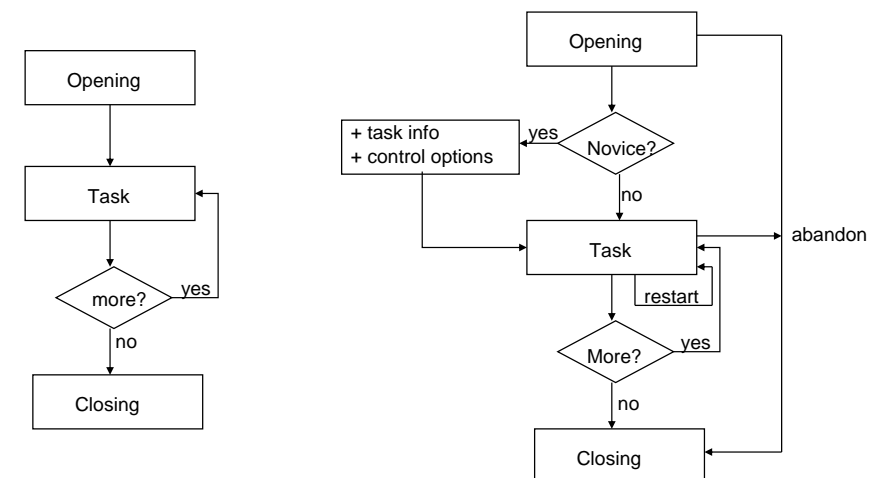 Opening
Task
more?
yes
no
Closing
Opening
Novice?
yes
+ task info
+ control options
no
Task
abandon
restart
More?
yes
no
Closing